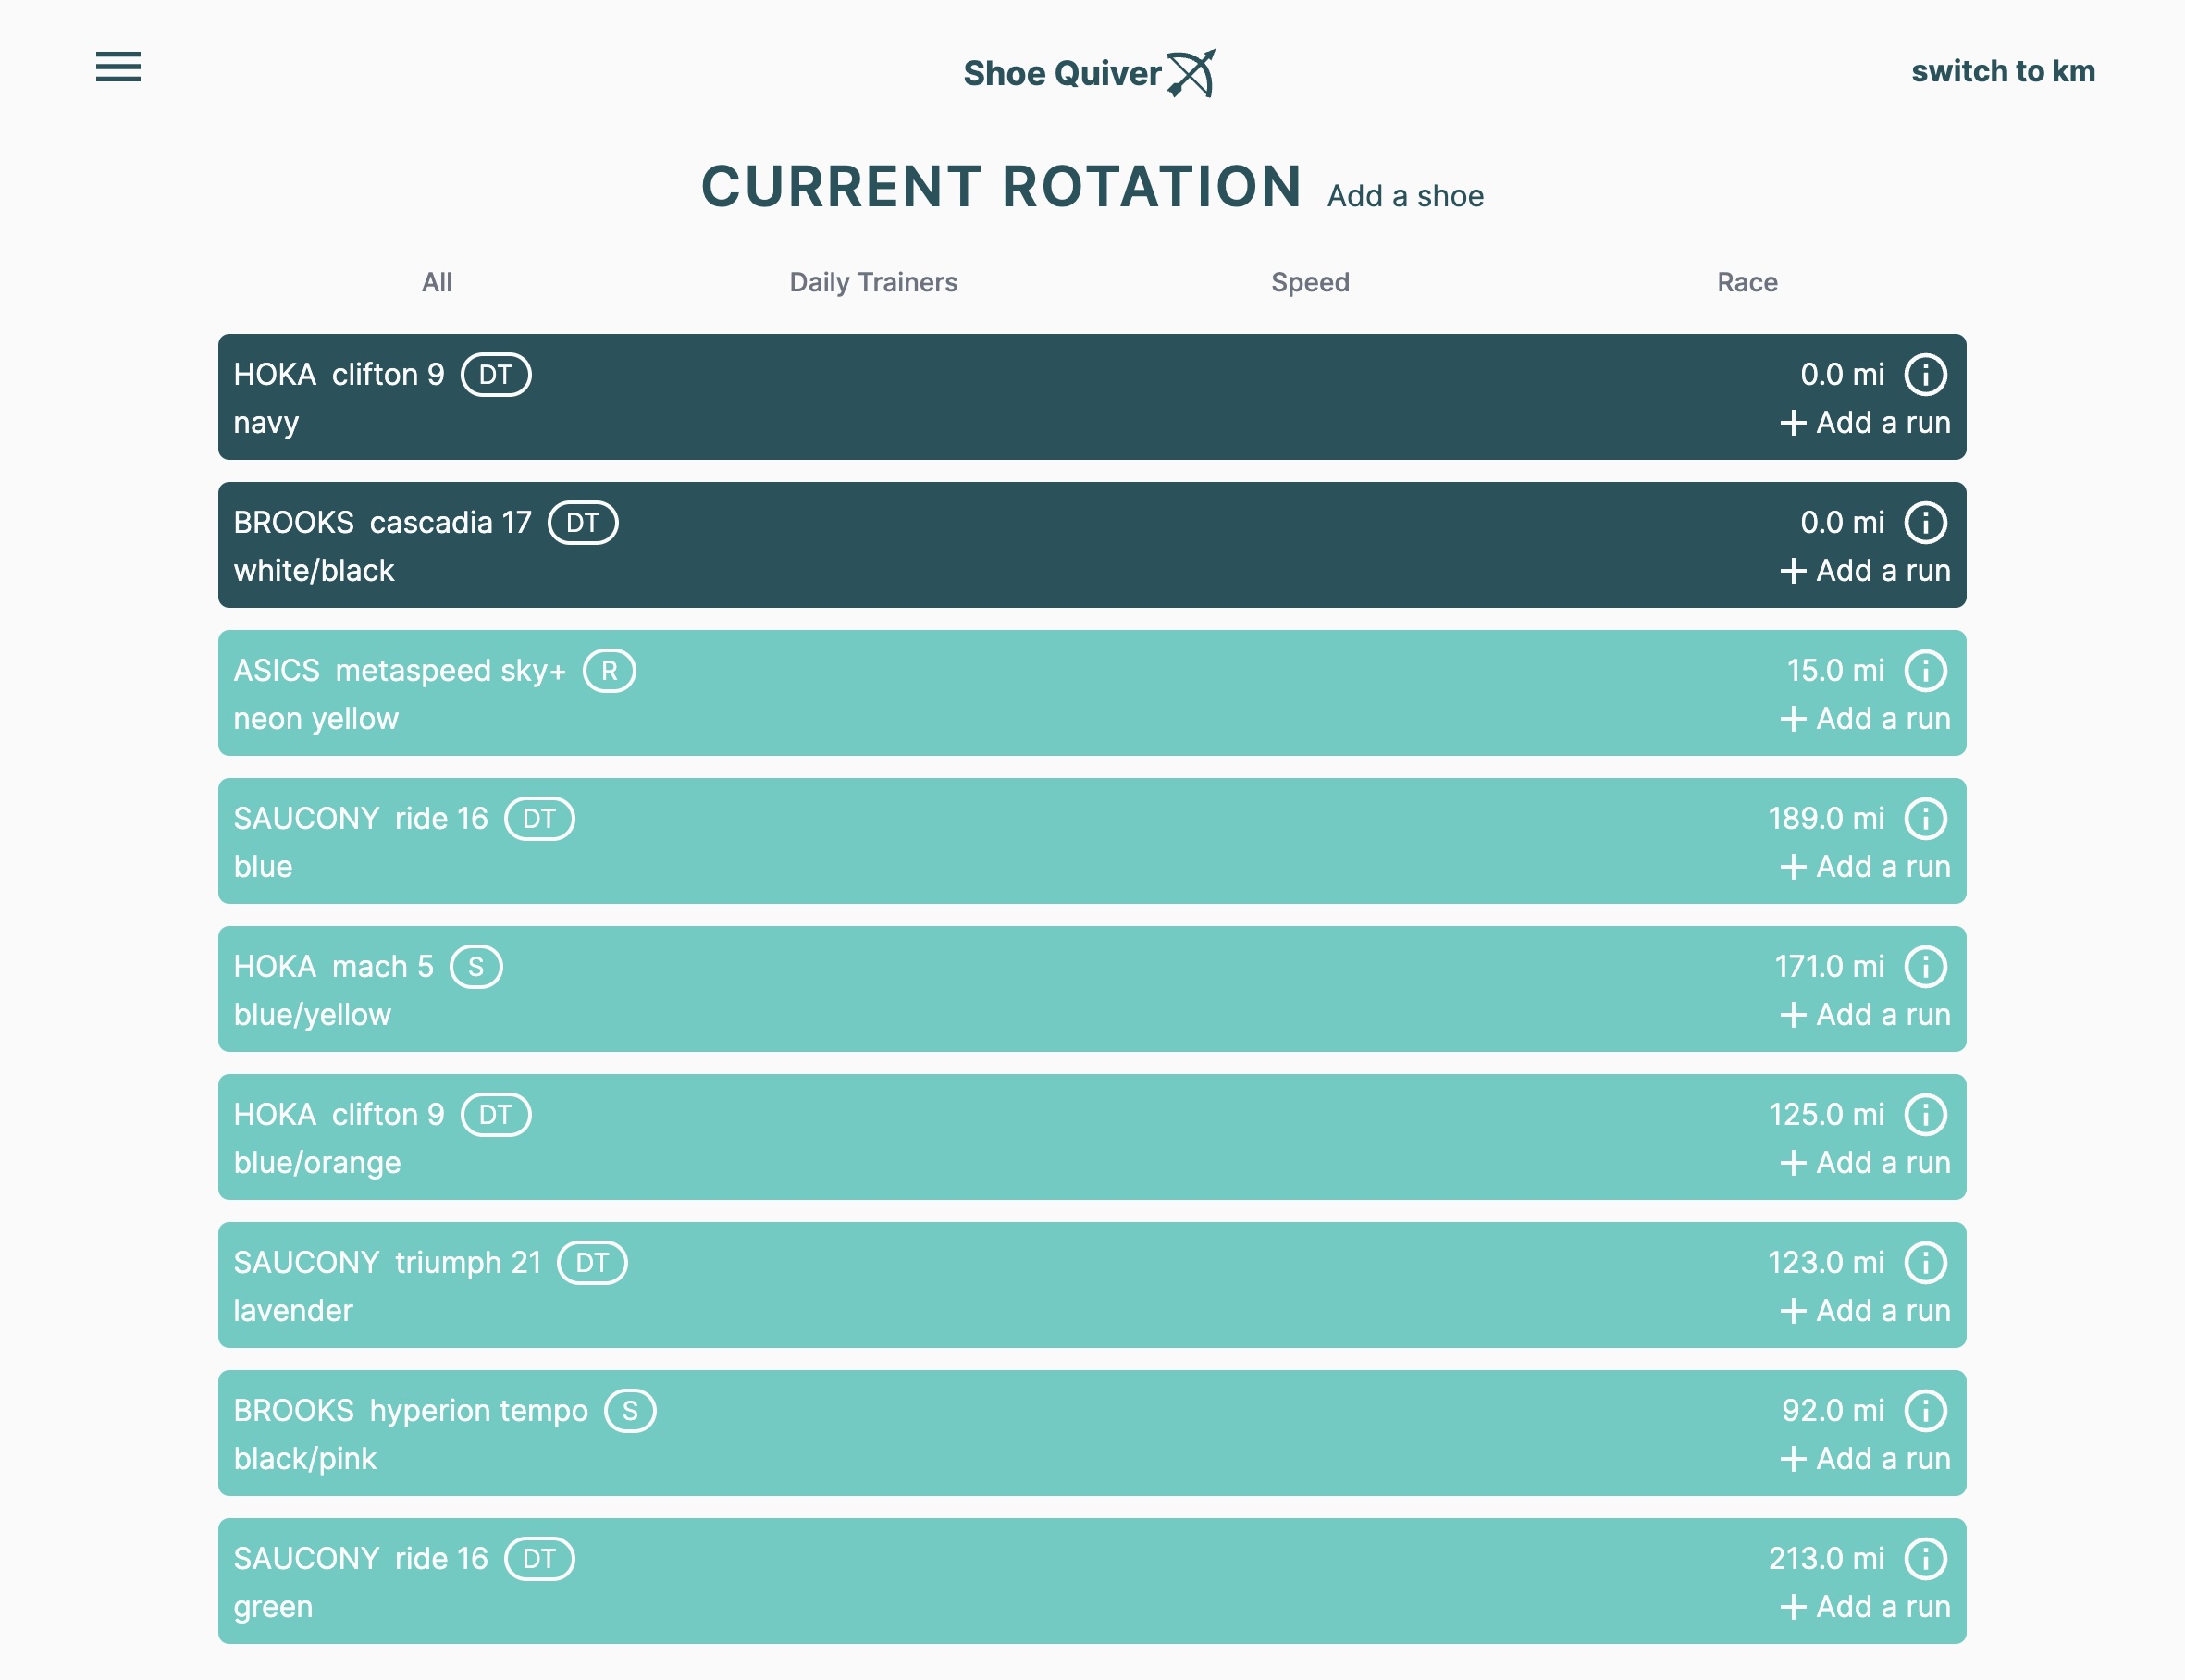 Shoe Quiver
switch to km
CURRENT ROTATION Add a shoe
All Daily Trainers Speed Race
HOKA clifton 9 DT 0.0 mi
navy + Add a run
BROOKS cascadia 17 DT 0.0 mi
white/black + Add a run
ASICS metaspeed sky+ R 15.0 mi
neon yellow + Add a run
SAUCONY ride 16 DT 189.0 mi
blue + Add a run
HOKA mach 5 S 171.0 mi
blue/yellow + Add a run
HOKA clifton 9 DT 125.0 mi
blue/orange + Add a run
SAUCONY triumph 21 DT 123.0 mi
lavender + Add a run
BROOKS hyperion tempo S 92.0 mi
black/pink + Add a run
SAUCONY ride 16 DT 213.0 mi
green + Add a run